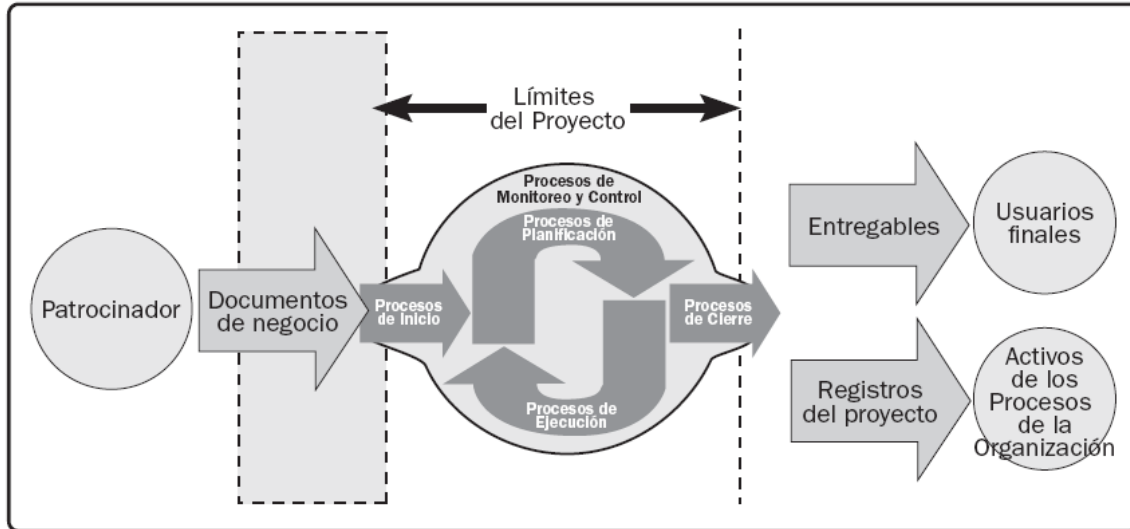 Límites
del Proyecto
Patrocinador
Documentos
de negocio
Procesos
de Inicio
Procesos de
Monitoreo y Control
Procesos de
Planificación
Procesos de
Ejecución
Procesos
de Cierre
Entregables
Usuarios
finales
Registros
del proyecto
Activos
de los
Procesos
de la
Organización